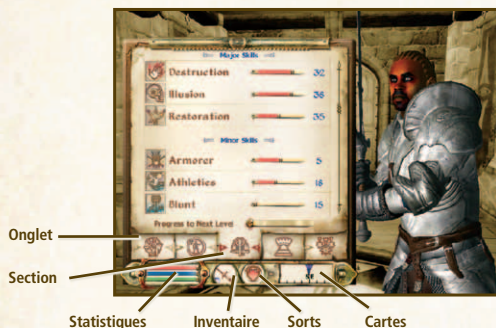 Major Skills
Destruction 32
Illusion 36
Restoration 35
Minor Skills
Armorer 5
Athletics 18
Blunt 15
Progress to Next Level
Onglet
Section
Statistiques Inventaire Sorts Cartes